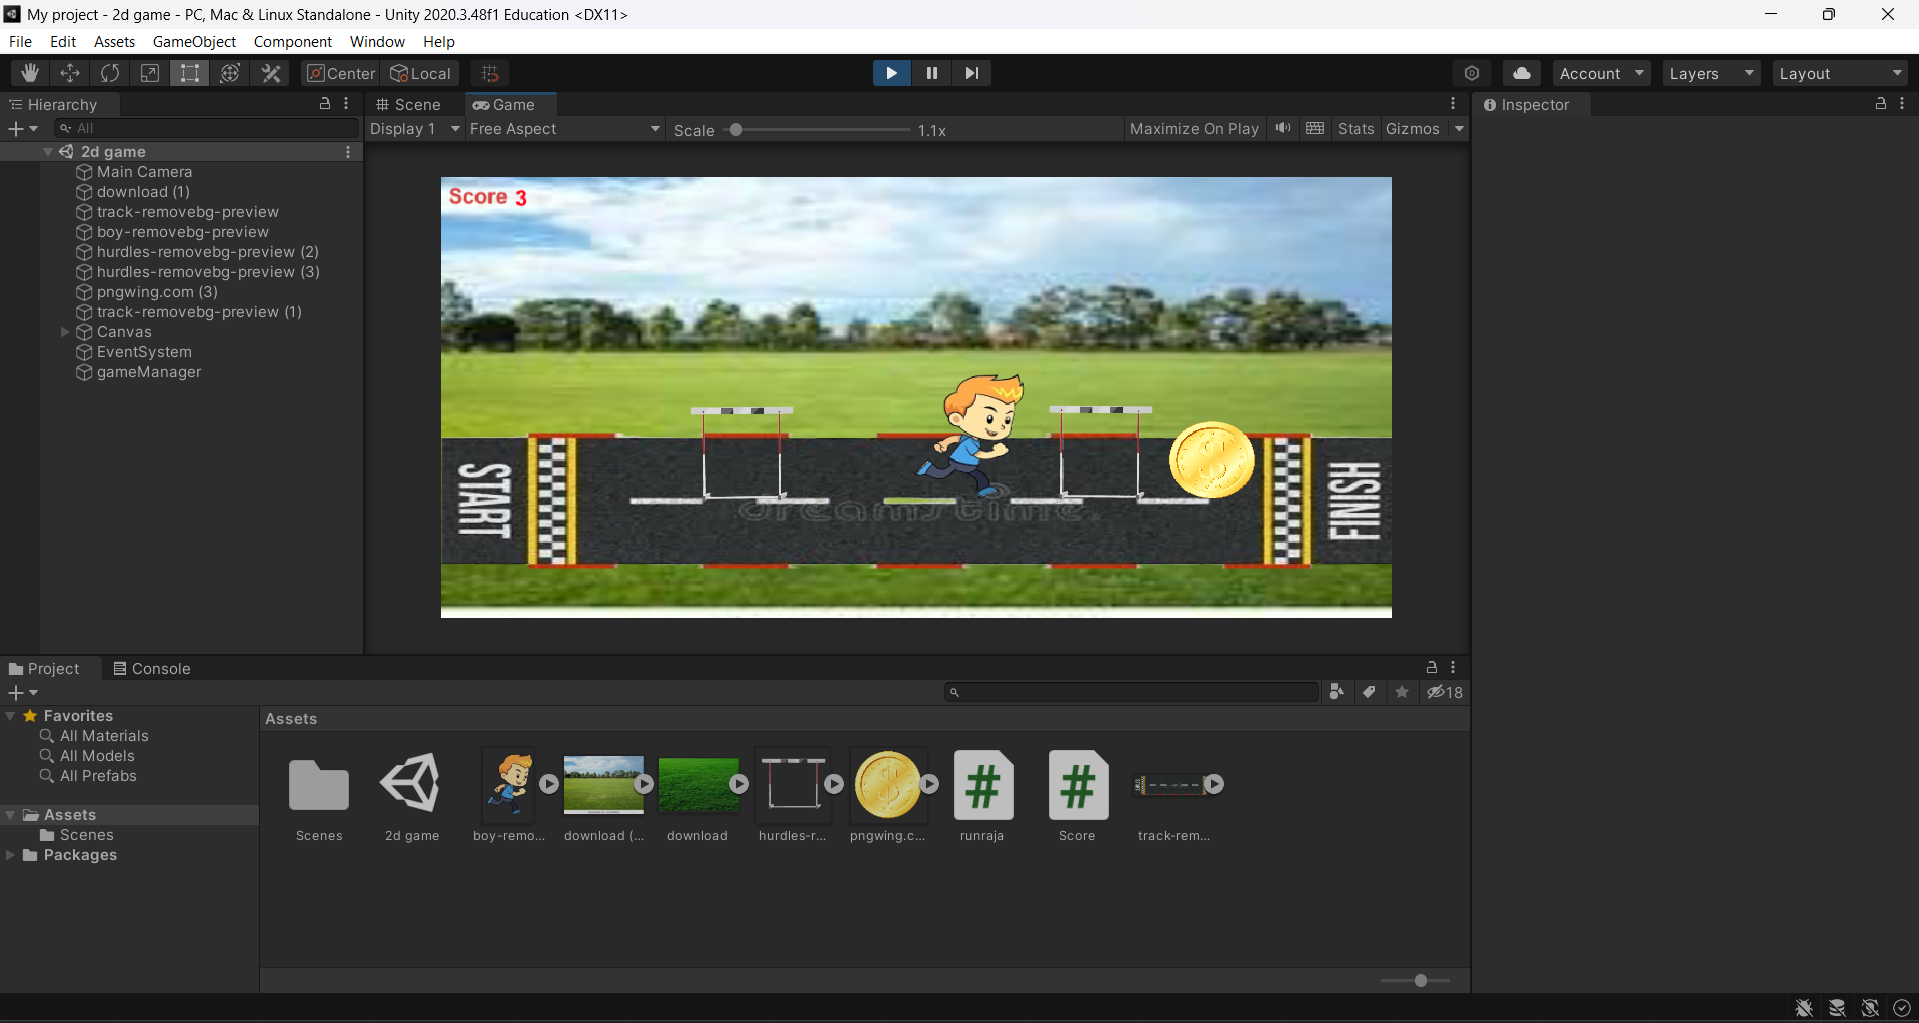 My project - 2d game - PC, Mac & Linux Standalone - Unity 2020.3.48f1 Education <DX11>
File Edit Assets GameObject Component Window Help
Center Local Account Layers Layout
Hierarchy
All
2d game
Main Camera
download (1)
track-removebg-preview
boy-removebg-preview
hurdles-removebg-preview (2)
hurdles-removebg-preview (3)
pngwing.com (3)
track-removebg-preview (1)
Canvas
EventSystem
gameManager
Scene Game
Display 1 Free Aspect Scale 1.1x Maximize On Play Stats Gizmos
Score 3
START
FINISH
dreamstime.
Inspector
Project Console
18
Favorites
All Materials
All Models
All Prefabs
Assets
Scenes
Packages
Assets
Scenes 2d game boy-remo... download (... download hurdles-r... pngwing.c... runraja Score track-rem...